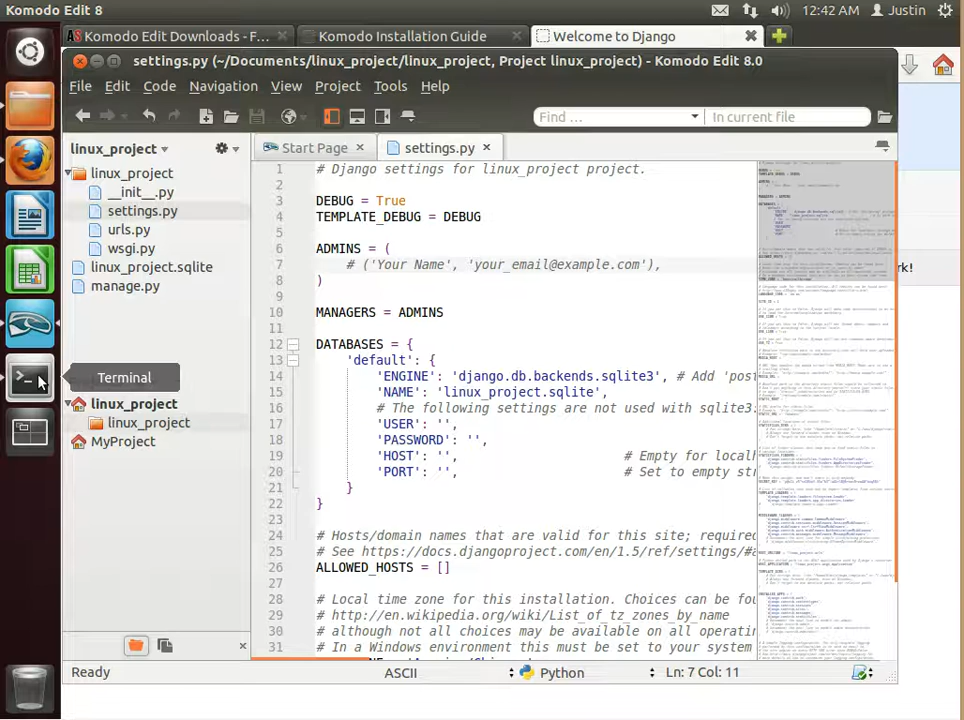 Komodo Edit 8
12:42 AM
Justin
Komodo Edit Downloads - F...
Komodo Installation Guide
Welcome to Django
settings.py (~/Documents/linux_project/linux_project, Project linux_project) - Komodo Edit 8.0
File Edit Code Navigation View Project Tools Help
Find ...
In current file
linux_project
Start Page
settings.py
linux_project
__init__.py
settings.py
urls.py
wsgi.py
linux_project.sqlite
manage.py
Terminal
linux_project
linux_project
MyProject
1 # Django settings for linux_project project.
2
3 DEBUG = True
4 TEMPLATE_DEBUG = DEBUG
5
6 ADMINS = (
7 # ('Your Name', 'your_email@example.com'),
8 )
9
10 MANAGERS = ADMINS
11
12 DATABASES = {
13 'default': {
14 'ENGINE': 'django.db.backends.sqlite3', # Add 'pos
15 'NAME': 'linux_project.sqlite',
16 # The following settings are not used with sqlite3:
17 'USER': '',
18 'PASSWORD': '',
19 'HOST': '', # Empty for local
20 'PORT': '', # Set to empty str
21 }
22 }
23
24 # Hosts/domain names that are valid for this site; required
25 # See https://docs.djangoproject.com/en/1.5/ref/settings/#a
26 ALLOWED_HOSTS = []
27
28 # Local time zone for this installation. Choices can be fou
29 # http://en.wikipedia.org/wiki/List_of_tz_zones_by_name
30 # although not all choices may be available on all operatin
31 # In a Windows environment this must be set to your system
rk!
Ready
ASCII
Python
Ln: 7 Col: 11